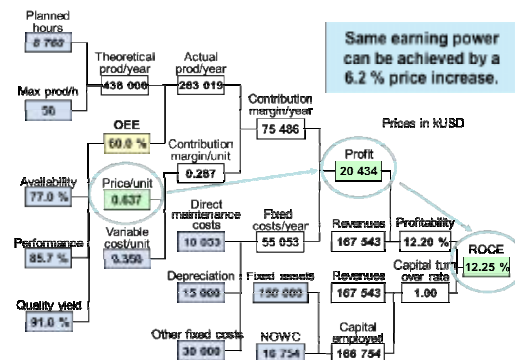 Planned
hours
8 760
Theoretical
prod/year
438 000
Actual
prod/year
263 019
Same earning power
can be achieved by a
6.2 % price increase.
Max prod/h
50
Contribution
margin/year
75 486
Prices in kUSD
OEE
60.0 %
Contribution
margin/unit
0.287
Profit
20 434
Availability
77.0 %
Price/unit
0.637
Direct
maintenance
costs
10 053
Fixed
costs/year
55 053
Revenues
167 543
Profitability
12.20 %
ROCE
12.25 %
Performance
85.7 %
Variable
cost/unit
0.350
Depreciation
15 000
Fixed assets
150 000
Revenues
167 543
Capital turn
over rate
1.00
Quality yield
91.0 %
Other fixed costs
30 000
NOWC
16 754
Capital
employed
166 754